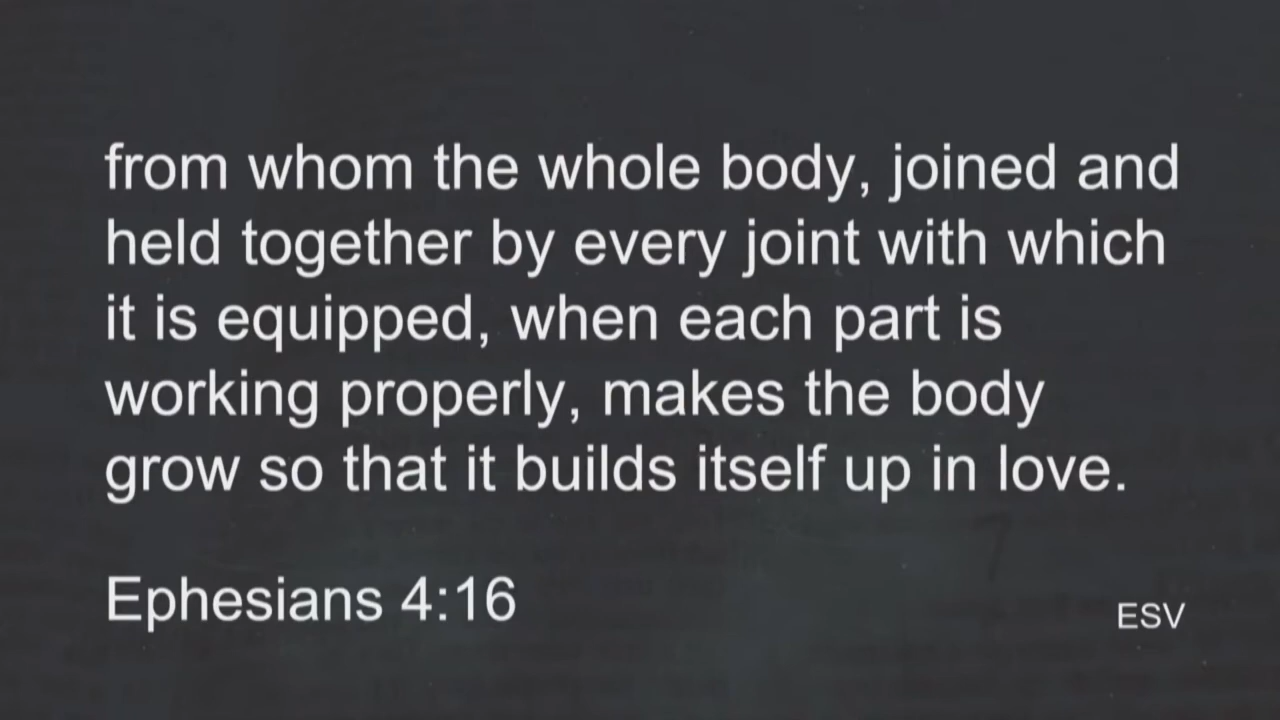 from whom the whole body, joined and
held together by every joint with which
it is equipped, when each part is
working properly, makes the body
grow so that it builds itself up in love.
Ephesians 4:16
ESV